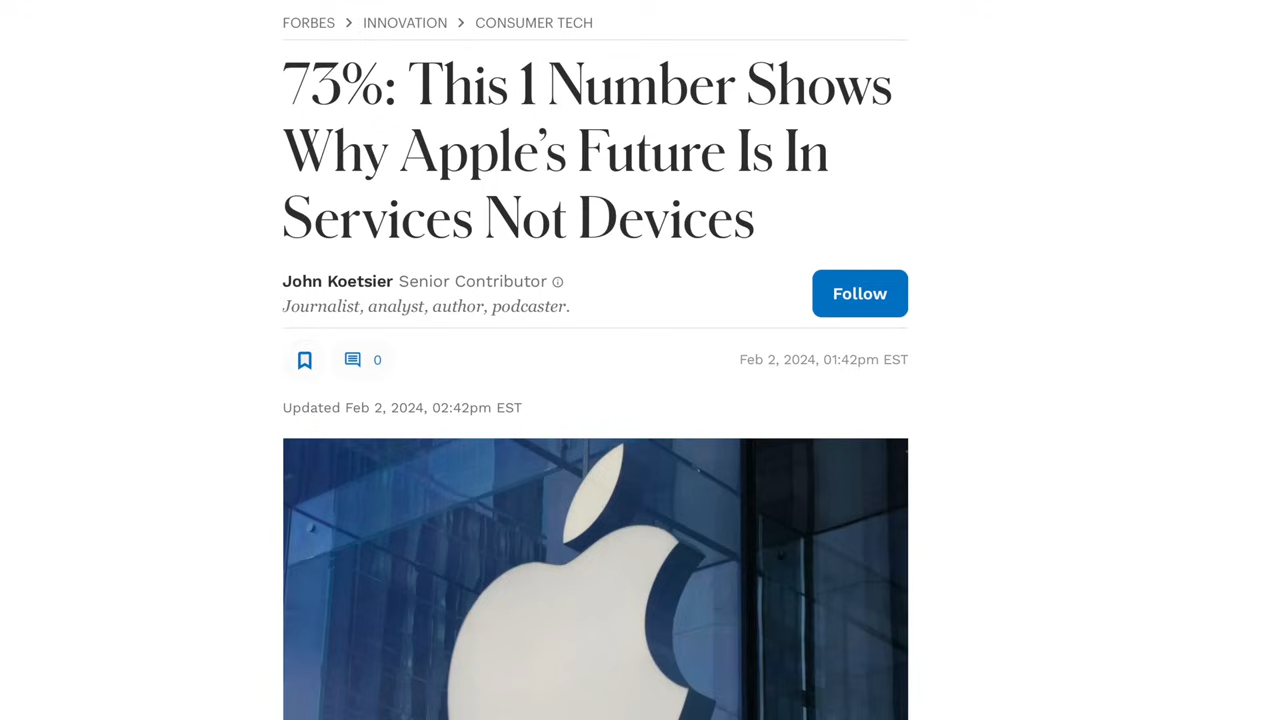 FORBES > INNOVATION > CONSUMER TECH
73%: This 1 Number Shows
Why Apple’s Future Is In
Services Not Devices
John Koetsier Senior Contributor
Follow
Journalist, analyst, author, podcaster.
0
Feb 2, 2024, 01:42pm EST
Updated Feb 2, 2024, 02:42pm EST